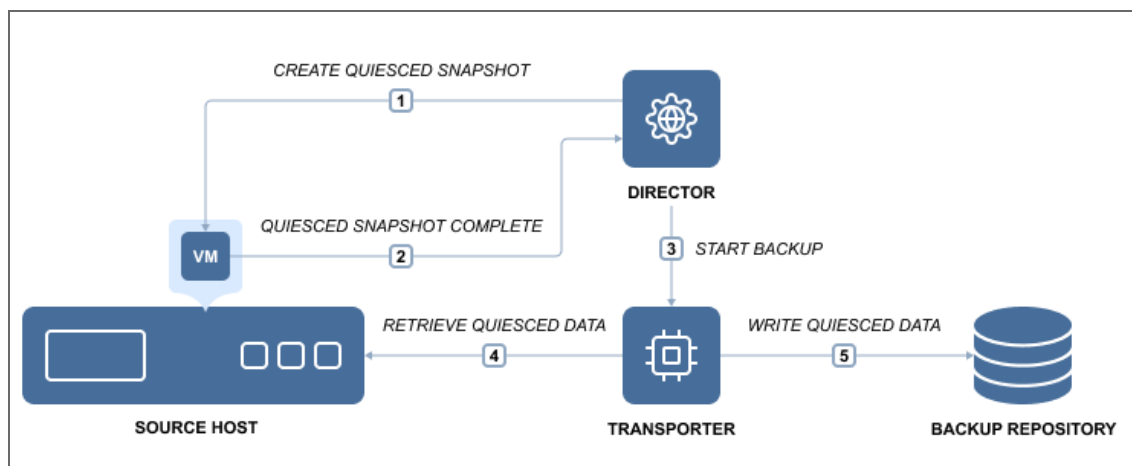 CREATE QUIESCED SNAPSHOT
1
DIRECTOR
QUIESCED SNAPSHOT COMPLETE
VM
2
3 START BACKUP
RETRIEVE QUIESCED DATA
WRITE QUIESCED DATA
4
5
SOURCE HOST
TRANSPORTER
BACKUP REPOSITORY